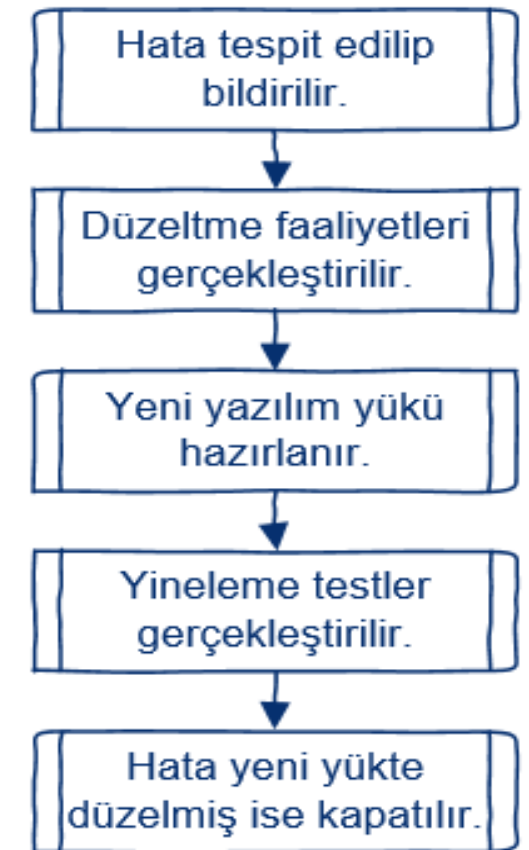 Hata tespit edilip
bildirilir.
Düzeltme faaliyetleri
gerçekleştirilir.
Yeni yazılım yükü
hazırlanır.
Yineleme testler
gerçekleştirilir.
Hata yeni yükte
düzelmiş ise kapatılır.